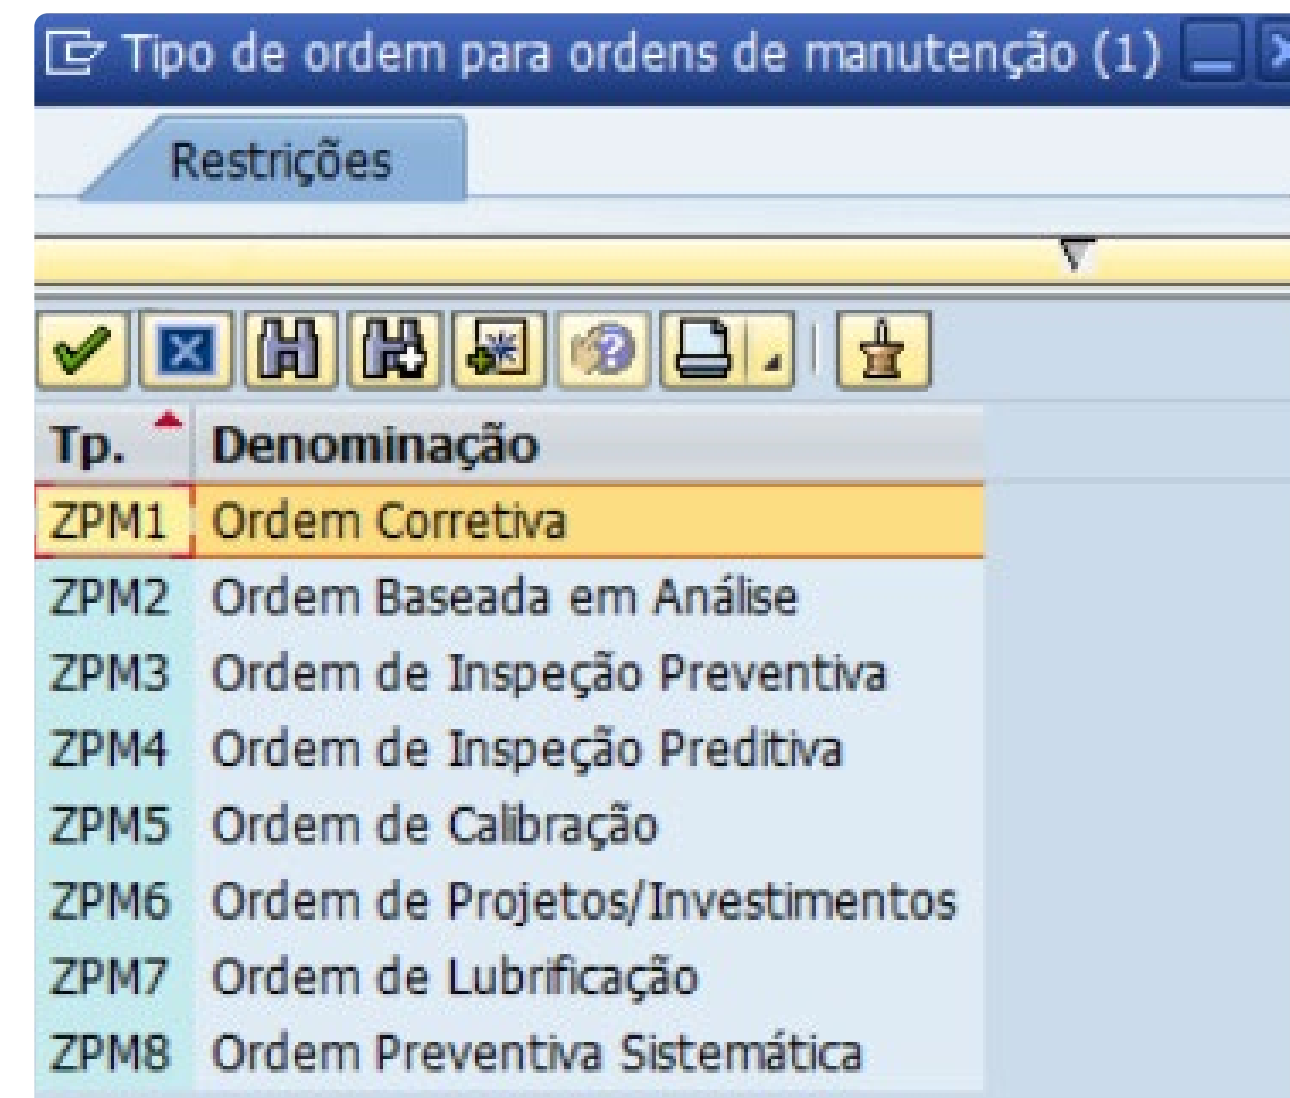 Tipo de ordem para ordens de manutenção (1)
Restrições
Tp. Denominação
ZPM1 Ordem Corretiva
ZPM2 Ordem Baseada em Análise
ZPM3 Ordem de Inspeção Preventiva
ZPM4 Ordem de Inspeção Preditiva
ZPM5 Ordem de Calibração
ZPM6 Ordem de Projetos/Investimentos
ZPM7 Ordem de Lubrificação
ZPM8 Ordem Preventiva Sistemática